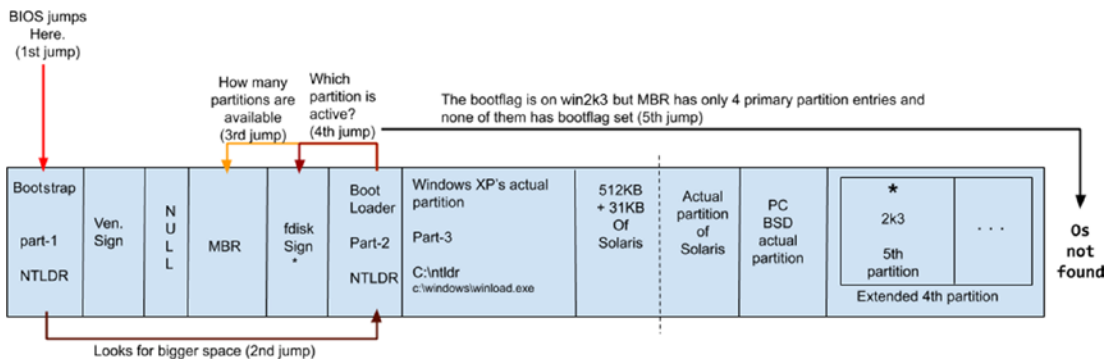 BIOS jumps
Here.
(1st jump)
How many
partitions are
available
(3rd jump)
Which
partition is
active?
(4th jump)
The bootflag is on win2k3 but MBR has only 4 primary partition entries and
none of them has bootflag set (5th jump)
Bootstrap
part-1
NTLDR
Ven.
Sign
N
U
L
L
MBR
fdisk
Sign
*
Boot
Loader
Part-2
NTLDR
Windows XP's actual
partition
Part-3
C:\ntldr
c:\windows\winload.exe
512KB
+ 31KB
Of
Solaris
Actual
partition
of
Solaris
PC
BSD
actual
partition
*
2k3
5th
partition
. . .
Extended 4th partition
Os
not
found
Looks for bigger space (2nd jump)